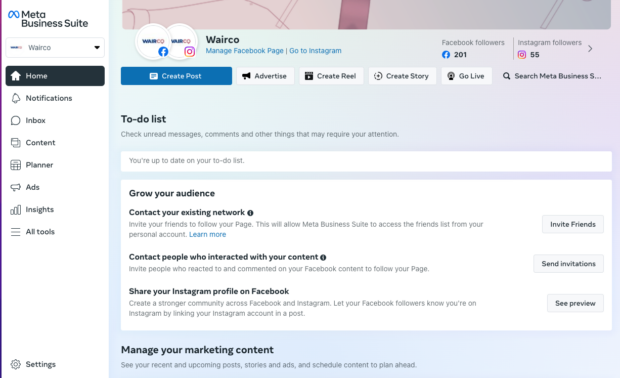 Meta
Business Suite
Wairco
Home
Notifications
Inbox
Content
Planner
Ads
Insights
All tools
Settings
WAIRCO
WAIRCO
Wairco
Manage Facebook Page | Go to Instagram
Facebook followers
201
Instagram followers
55
Create Post
Advertise
Create Reel
Create Story
Go Live
Search Meta Business S...
To-do list
Check unread messages, comments and other things that may require your attention.
You're up to date on your to-do list.
Grow your audience
Contact your existing network
Invite your friends to follow your Page. This will allow Meta Business Suite to access the friends list from your
personal account. Learn more
Invite Friends
Contact people who interacted with your content
Invite people who reacted to and commented on your Facebook content to follow your Page.
Send invitations
Share your Instagram profile on Facebook
Create a stronger community across Facebook and Instagram. Let your Facebook followers know you're on
Instagram by linking your Instagram account in a post.
See preview
Manage your marketing content
See your recent and upcoming posts, stories and ads, and schedule content to plan ahead.